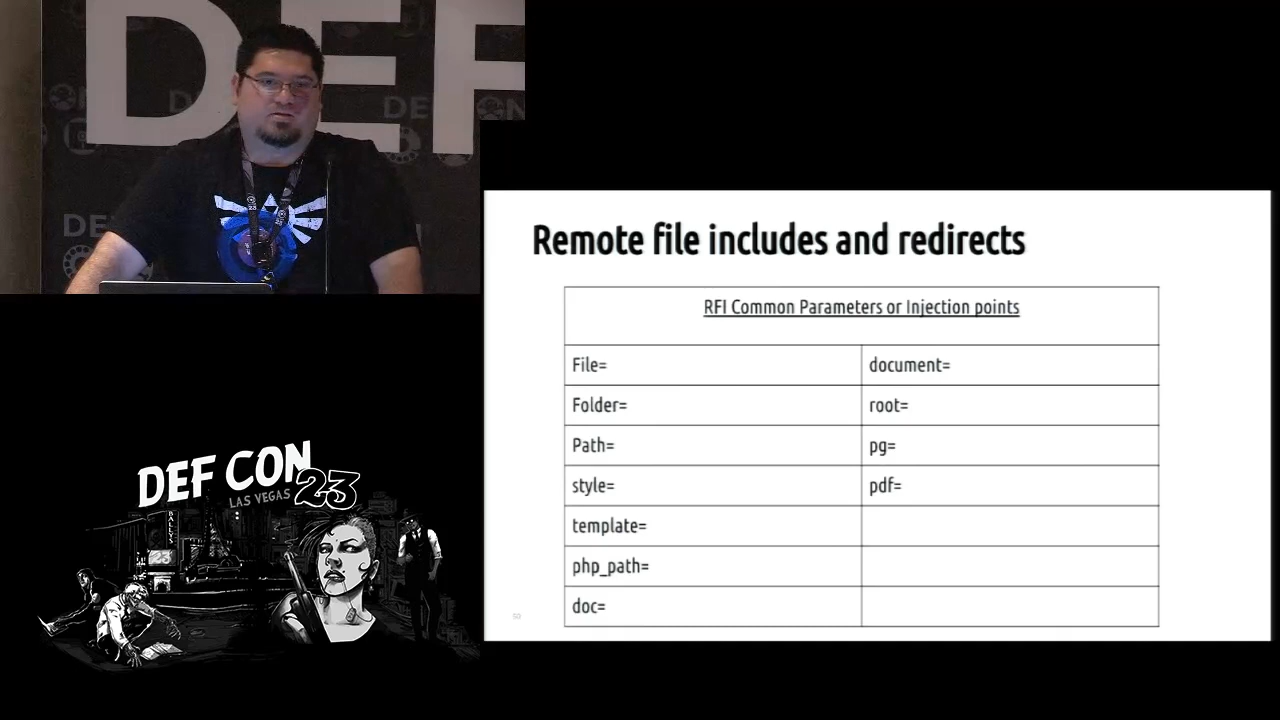 DEF
DEF CON
Remote file includes and redirects
RFI Common Parameters or Injection points
File= document=
Folder= root=
Path= pg=
style= pdf=
template=
php_path=
doc=
DEF CON
LAS VEGAS 23
BALLYS